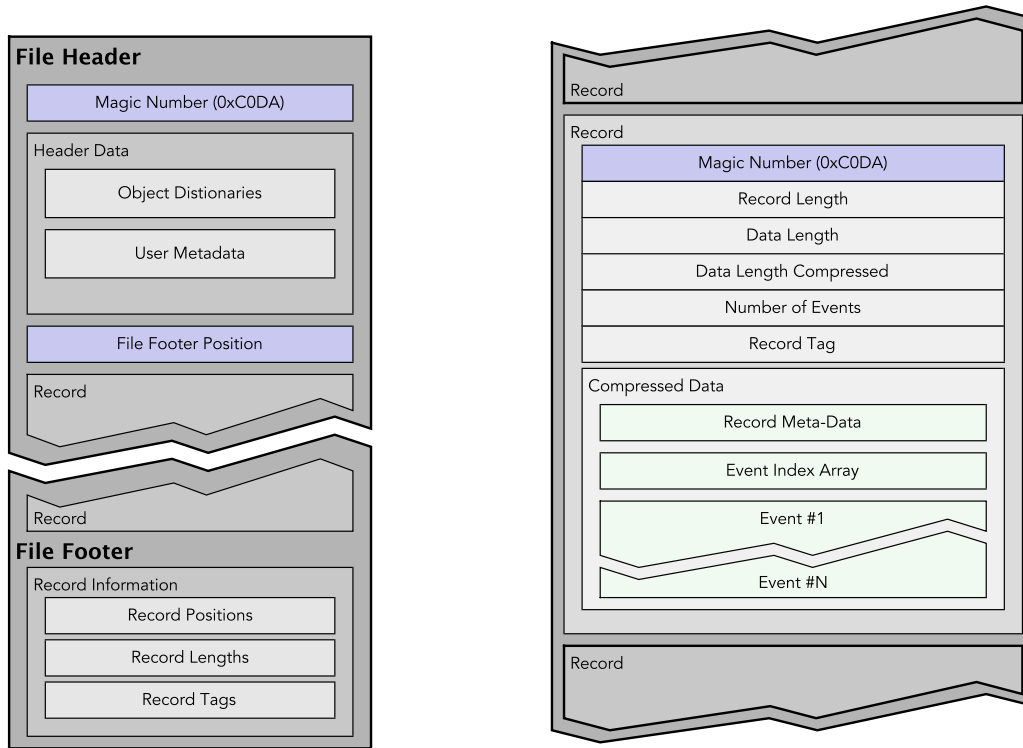 File Header
Magic Number (0xC0DA)
Header Data
Object Distionaries
User Metadata
File Footer Position
Record
Record
File Footer
Record Information
Record Positions
Record Lengths
Record Tags
Record
Record
Magic Number (0xC0DA)
Record Length
Data Length
Data Length Compressed
Number of Events
Record Tag
Compressed Data
Record Meta-Data
Event Index Array
Event #1
Event #N
Record